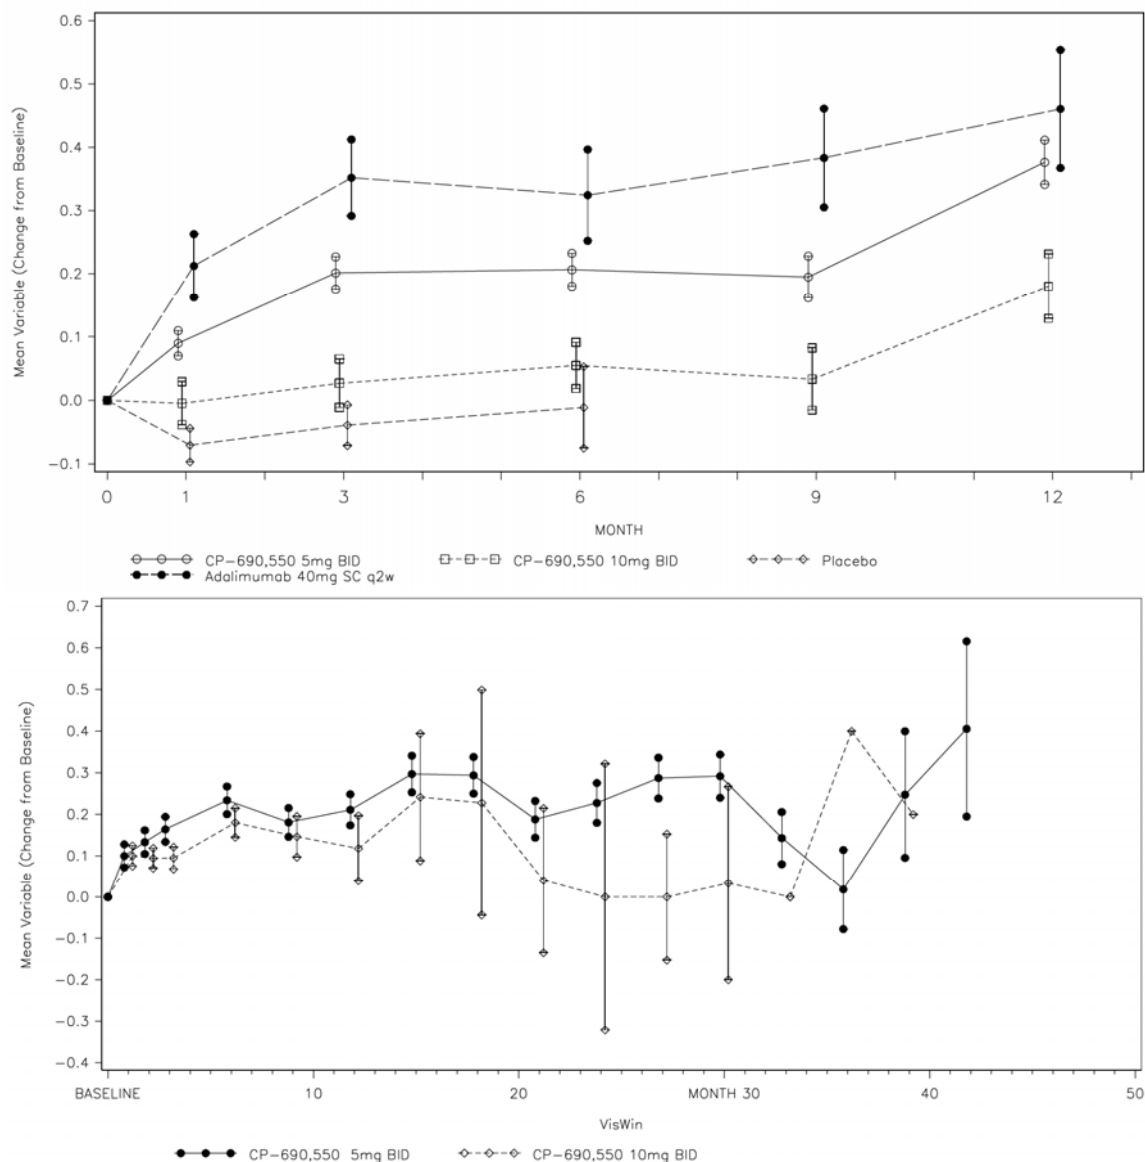 0.6
0.5
0.4
0.3
0.2
0.1
0.0
−0.1
Mean Variable (Change from Baseline)
0 1 3 6 9 12
MONTH
CP−690,550 5mg BID CP−690,550 10mg BID Placebo
Adalimumab 40mg SC q2w
0.7
0.6
0.5
0.4
0.3
0.2
0.1
0.0
−0.1
−0.2
−0.3
−0.4
Mean Variable (Change from Baseline)
BASELINE 10 20 MONTH 30 40 50
VisWin
CP−690,550 5mg BID CP−690,550 10mg BID